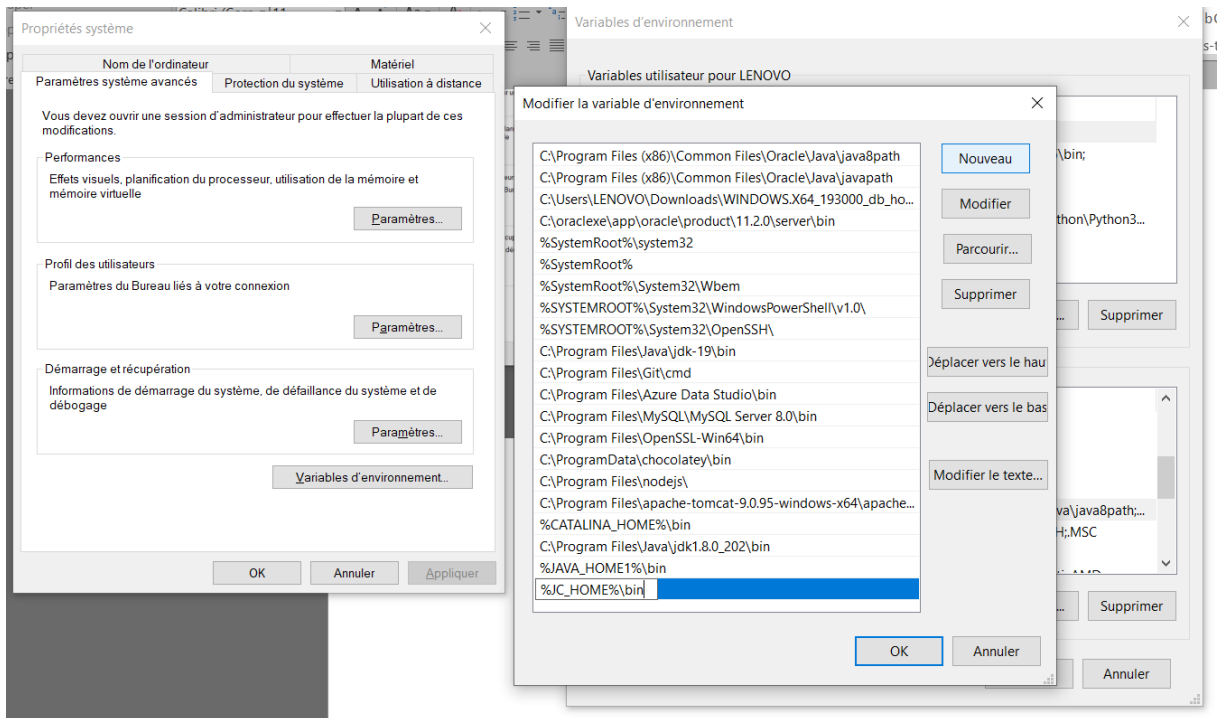 Propriétés système
Nom de l'ordinateur
Matériel
Paramètres système avancés
Protection du système
Utilisation à distance
Vous devez ouvrir une session d'administrateur pour effectuer la plupart de ces
modifications.
Performances
Effets visuels, planification du processeur, utilisation de la mémoire et
mémoire virtuelle
Paramètres...
Profil des utilisateurs
Paramètres du Bureau liés à votre connexion
Paramètres...
Démarrage et récupération
Informations de démarrage du système, de défaillance du système et de
débogage
Paramètres...
Variables d'environnement...
OK
Annuler
Appliquer
Variables d'environnement
Variables utilisateur pour LENOVO
Modifier la variable d'environnement
C:\Program Files (x86)\Common Files\Oracle\Java\java8path
C:\Program Files (x86)\Common Files\Oracle\Java\javapath
C:\Users\LENOVO\Downloads\WINDOWS.X64_193000_db_ho...
C:\oraclexe\app\oracle\product\11.2.0\server\bin
%SystemRoot%\system32
%SystemRoot%
%SystemRoot%\System32\Wbem
%SYSTEMROOT%\System32\WindowsPowerShell\v1.0\
%SYSTEMROOT%\System32\OpenSSH\
C:\Program Files\Java\jdk-19\bin
C:\Program Files\Git\cmd
C:\Program Files\Azure Data Studio\bin
C:\Program Files\MySQL\MySQL Server 8.0\bin
C:\Program Files\OpenSSL-Win64\bin
C:\ProgramData\chocolatey\bin
C:\Program Files\nodejs\
C:\Program Files\apache-tomcat-9.0.95-windows-x64\apache...
%CATALINA_HOME%\bin
C:\Program Files\Java\jdk1.8.0_202\bin
%JAVA_HOME1%\bin
%JC_HOME%\bin
Nouveau
Modifier
Parcourir...
Supprimer
Déplacer vers le hau
Déplacer vers le bas
Modifier le texte...
OK
Annuler
\bin;
thon\Python3...
...
Supprimer
va\java8path;...
H;.MSC
...
Supprimer
Annuler